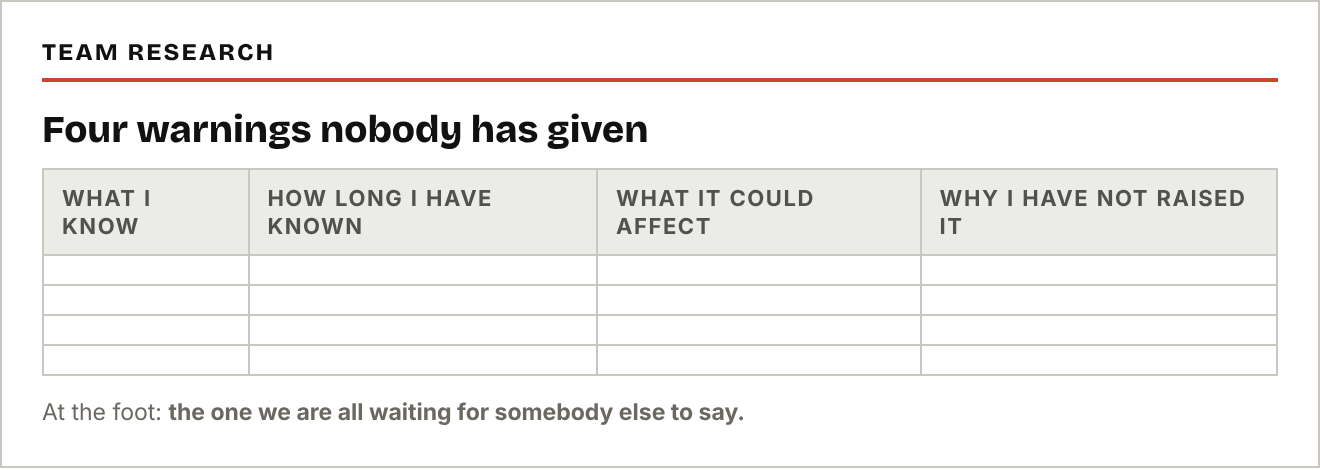 TEAM RESEARCH
Four warnings nobody has given
WHAT I KNOW
HOW LONG I HAVE KNOWN
WHAT IT COULD AFFECT
WHY I HAVE NOT RAISED IT
At the foot: the one we are all waiting for somebody else to say.